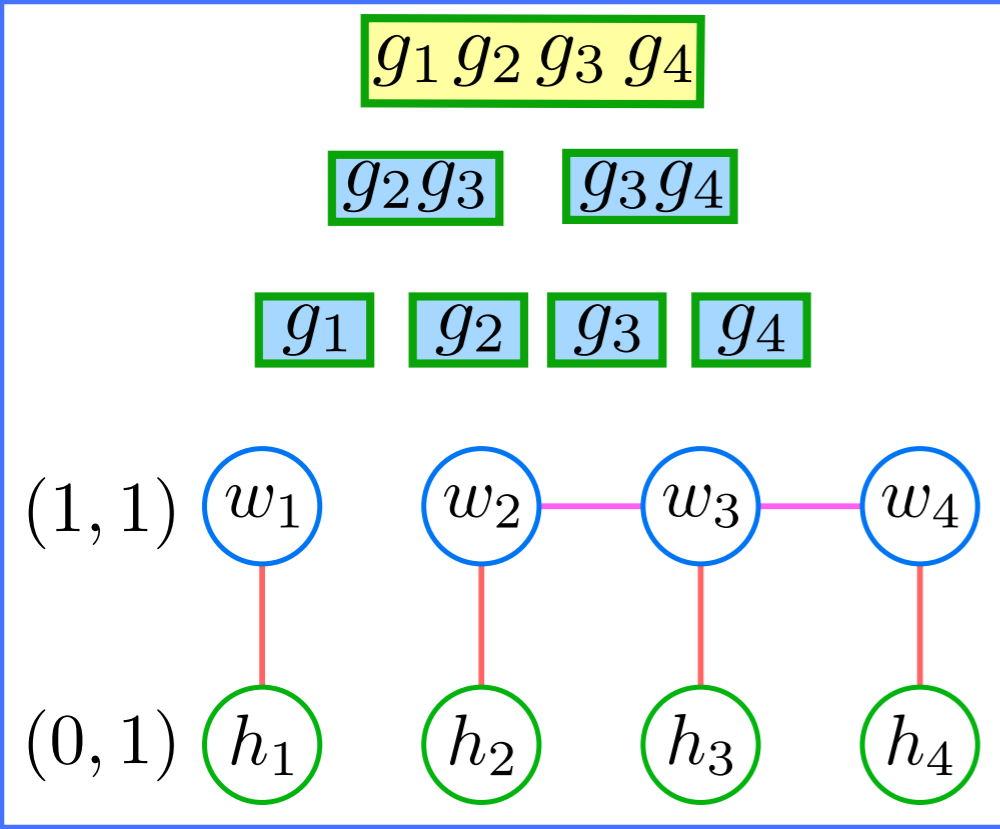 g₁ g₂ g₃ g₄
g₂g₃ g₃g₄
g₁ g₂ g₃ g₄
(1, 1) w₁ w₂ w₃ w₄
(0, 1) h₁ h₂ h₃ h₄